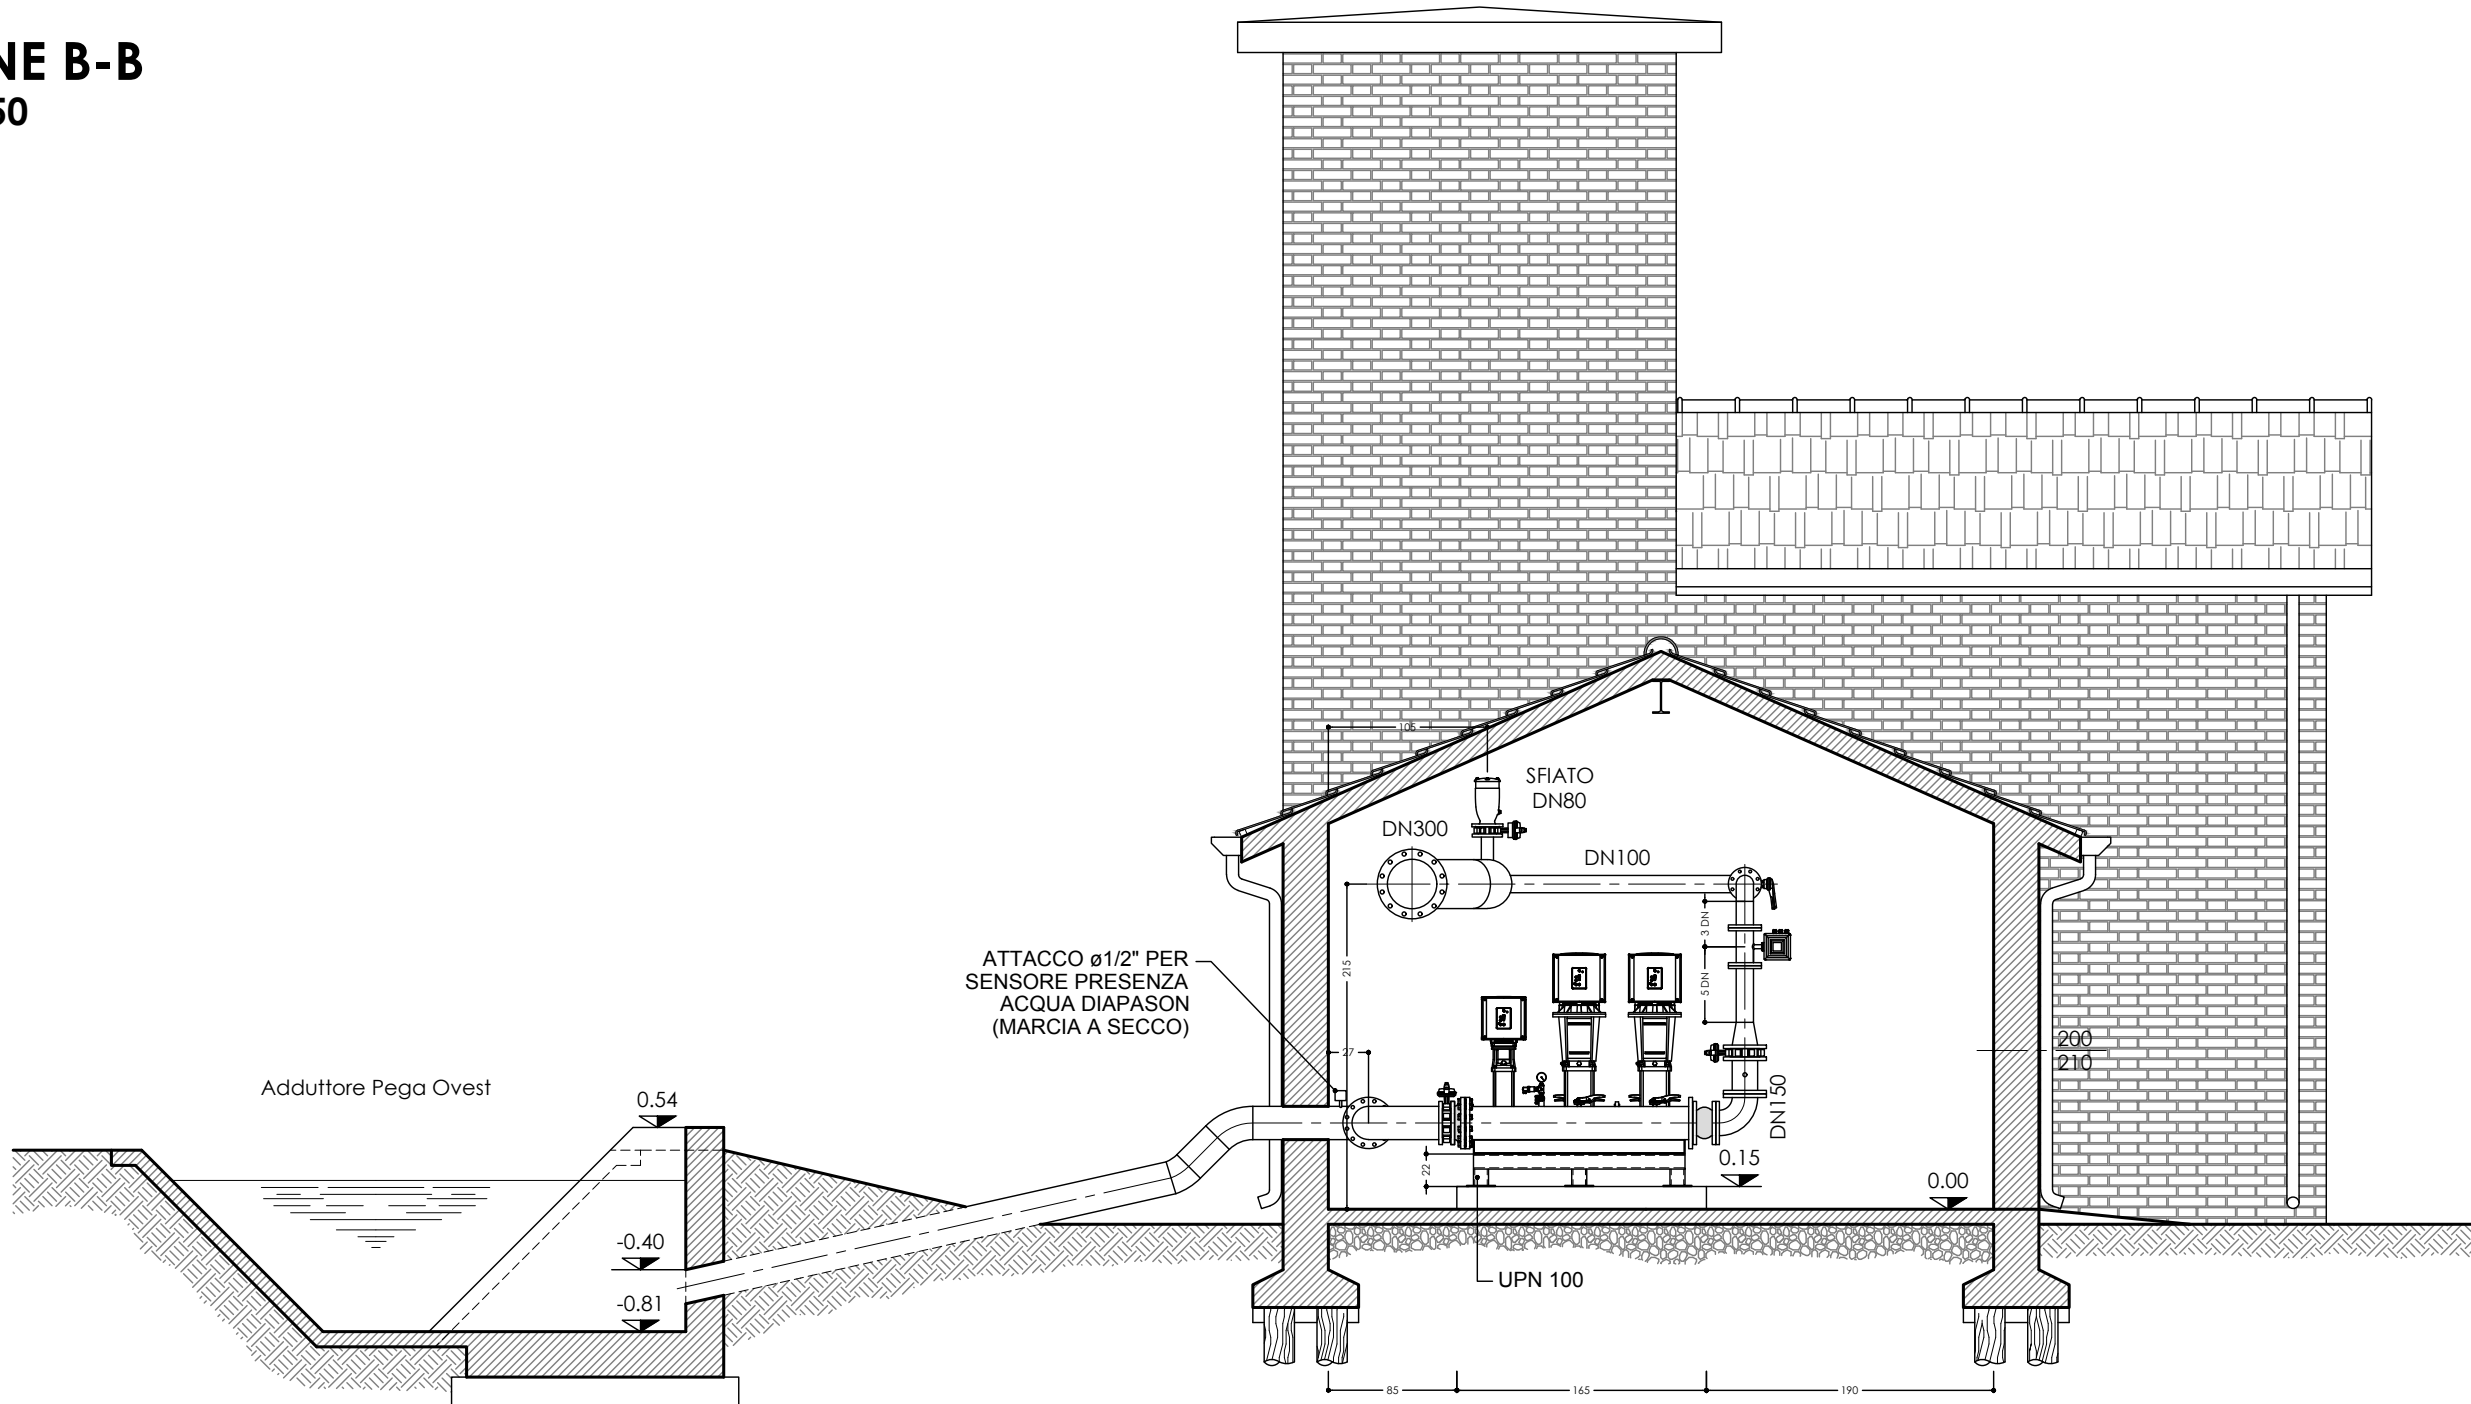 NE B-B
50
105
SFIATO
DN80
DN300
DN100
3 DN
5 DN
215
ATTACCO ø1/2" PER
SENSORE PRESENZA
ACQUA DIAPASON
(MARCIA A SECCO)
27
200
210
Adduttore Pega Ovest
0.54
DN150
22
0.15
0.00
-0.40
-0.81
UPN 100
85
165
190